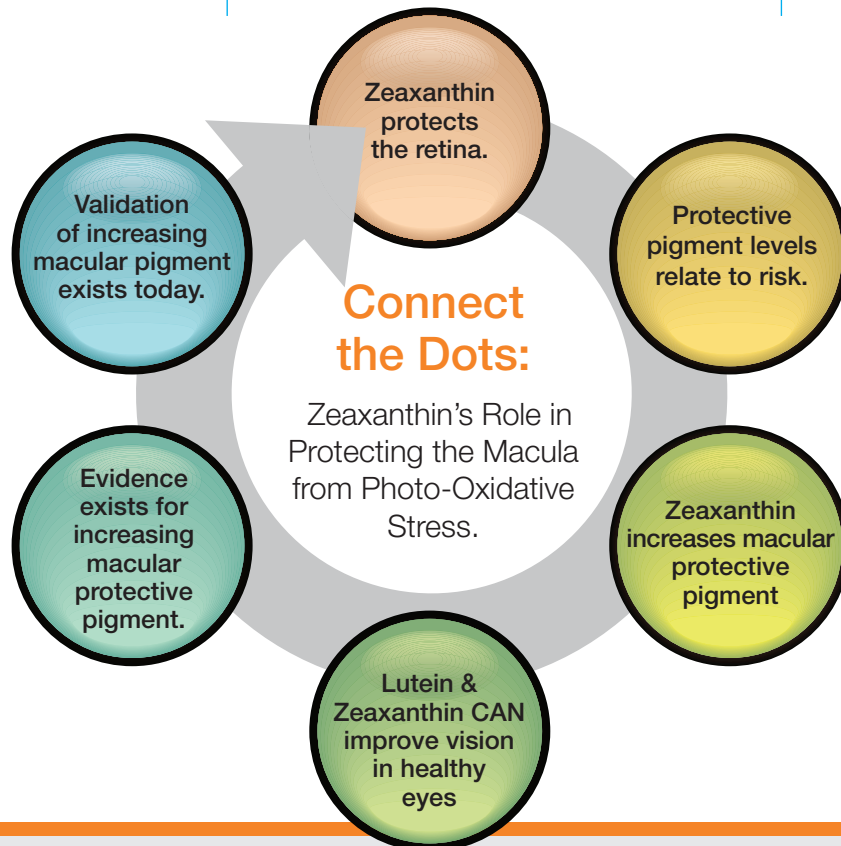 Zeaxanthin
protects
the retina.
Protective
pigment levels
relate to risk.
Zeaxanthin
increases macular
protective
pigment
Lutein &
Zeaxanthin CAN
improve vision
in healthy
eyes
Evidence
exists for
increasing
macular
protective
pigment.
Validation
of increasing
macular pigment
exists today.
Connect
the Dots:
Zeaxanthin’s Role in
Protecting the Macula
from Photo-Oxidative
Stress.